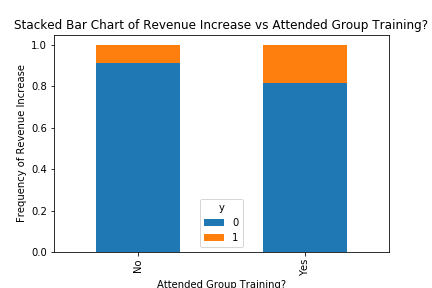 Stacked Bar Chart of Revenue Increase vs Attended Group Training?
1.0
0.8
0.6
0.4
0.2
0.0
Frequency of Revenue Increase
y
0
1
No
Yes
Attended Group Training?